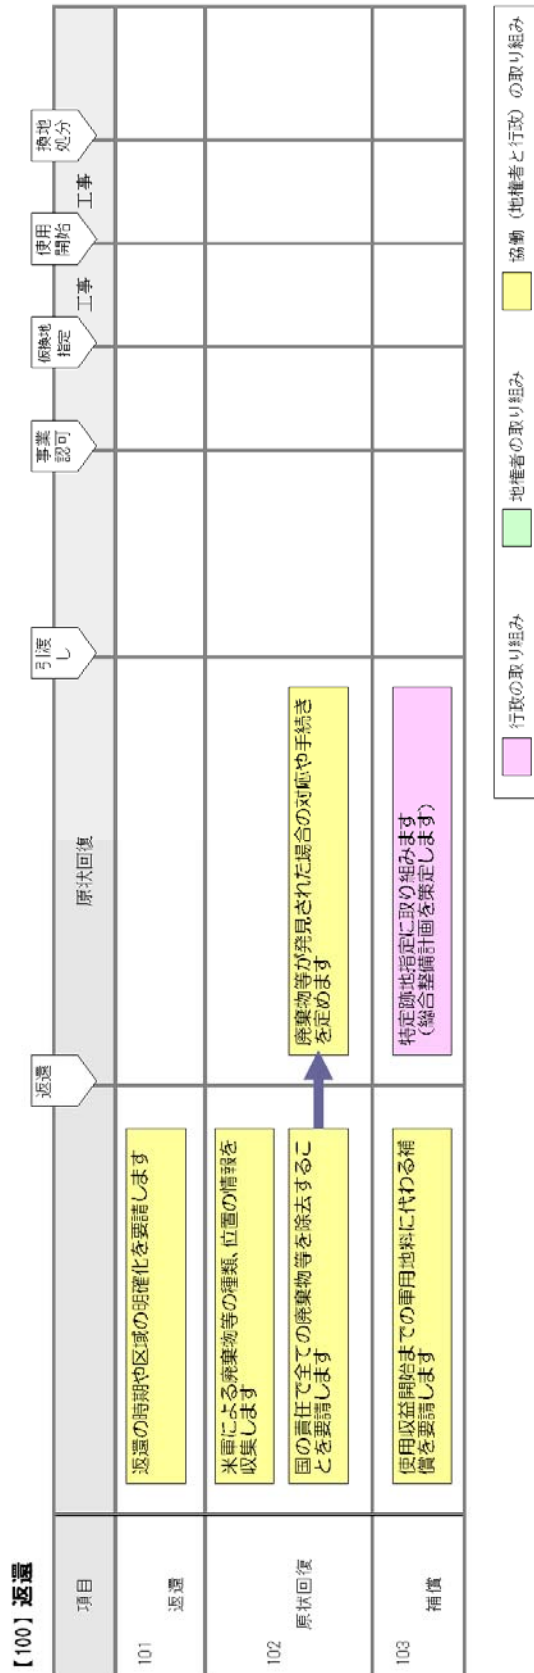 【100】返還
項目
返還
原状回復
引渡
し
事業
認可
仮換地
指定
工事
使用
開始
工事
換地
処分
101
返還
返還の時期や区域の明確化を要請します
102
原状回復
米軍による廃棄物等の種類、位置の情報を
収集します
国の責任で全ての廃棄物等を除去するこ
とを要請します
廃棄物等が発見された場合の対応や手続き
を定めます
103
補償
使用収益開始までの軍用地料に代わる補
償を要請します
特定跡地指定に取り組みます
(総合整備計画を策定します)
行政の取り組み
地権者の取り組み
協働（地権者と行政）の取り組み